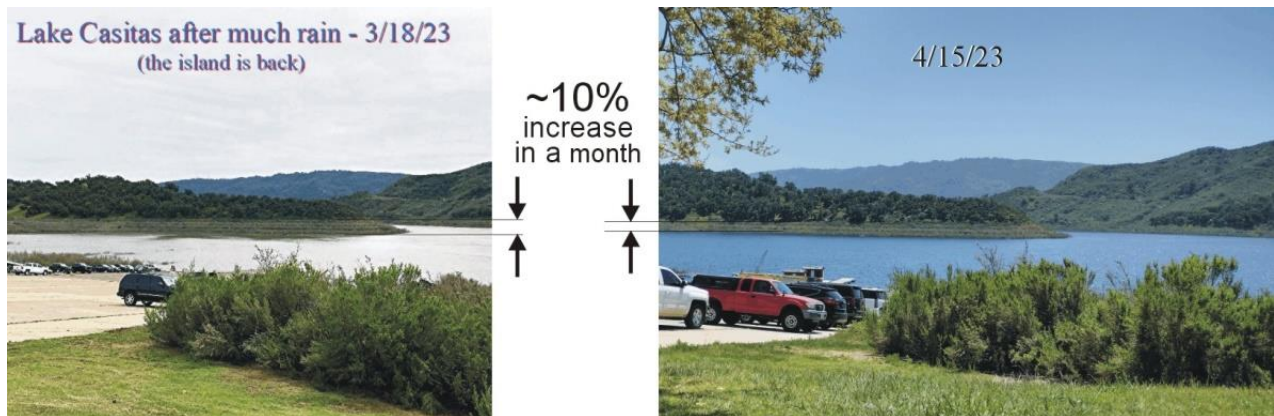 Lake Casitas after much rain - 3/18/23
(the island is back)
~10%
increase
in a month
4/15/23